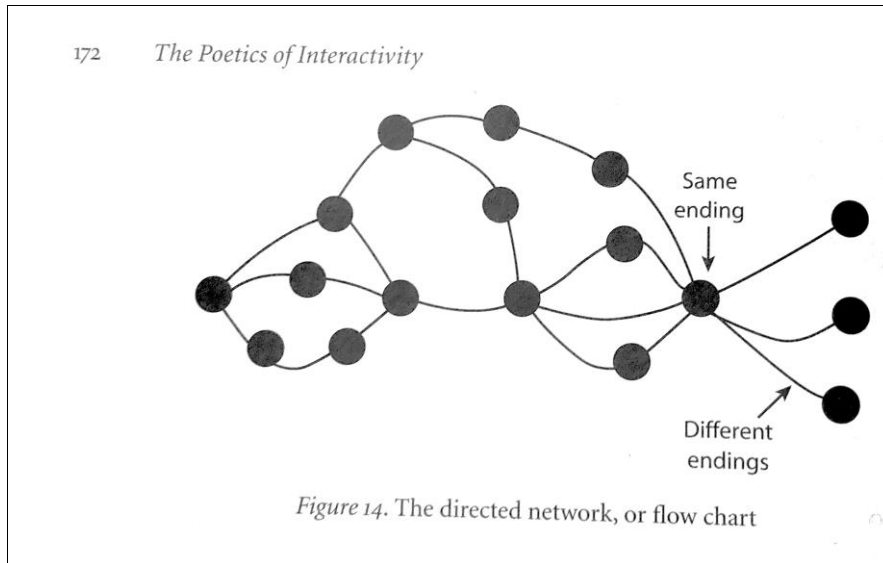 172 The Poetics of Interactivity
Same
ending
Different
endings
Figure 14. The directed network, or flow chart